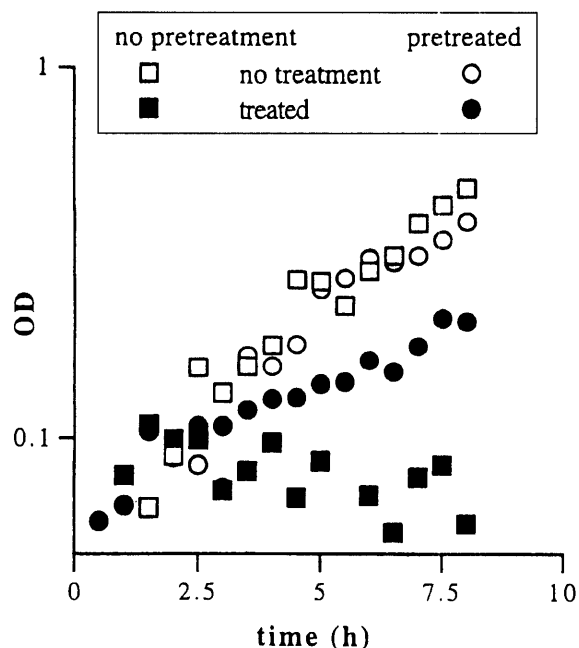 no pretreatment pretreated
no treatment
treated
1
OD
0.1
0 2.5 5 7.5 10
time (h)